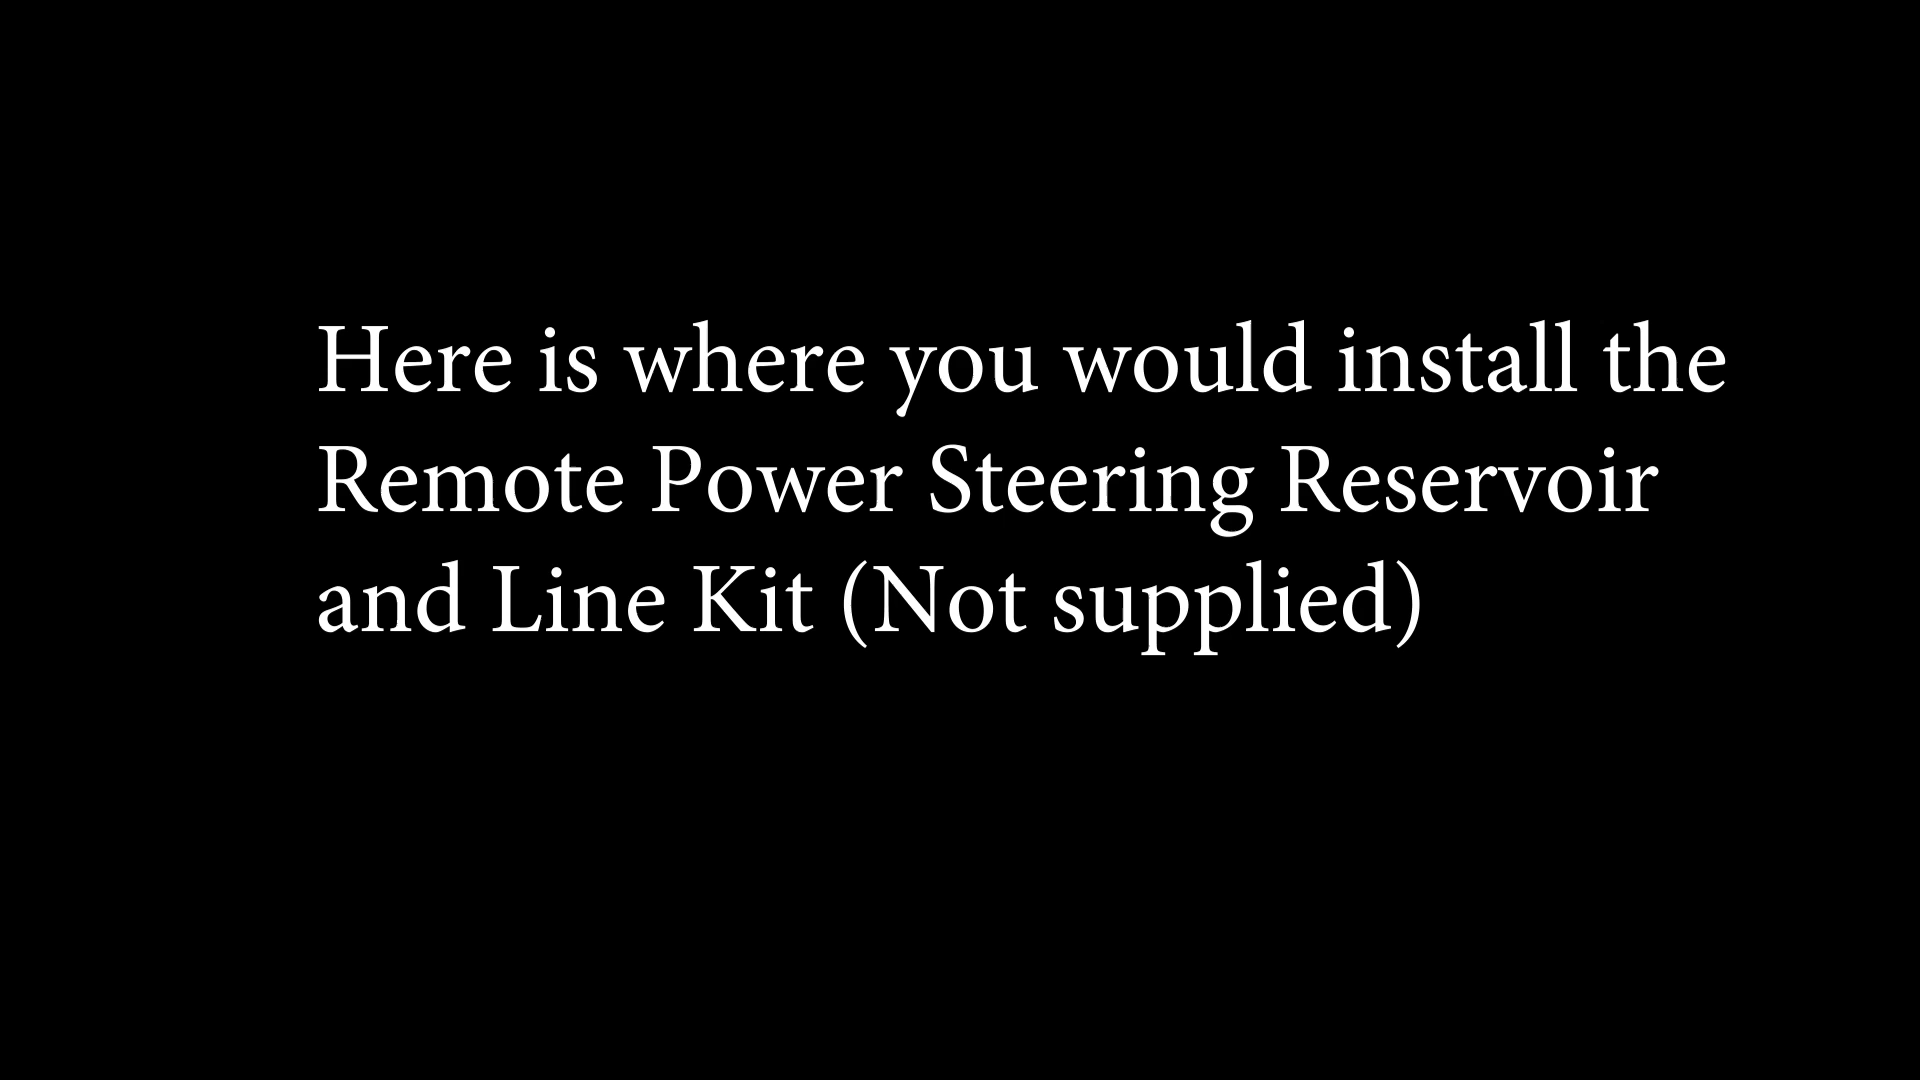 Here is where you would install the
Remote Power Steering Reservoir
and Line Kit (Not supplied)